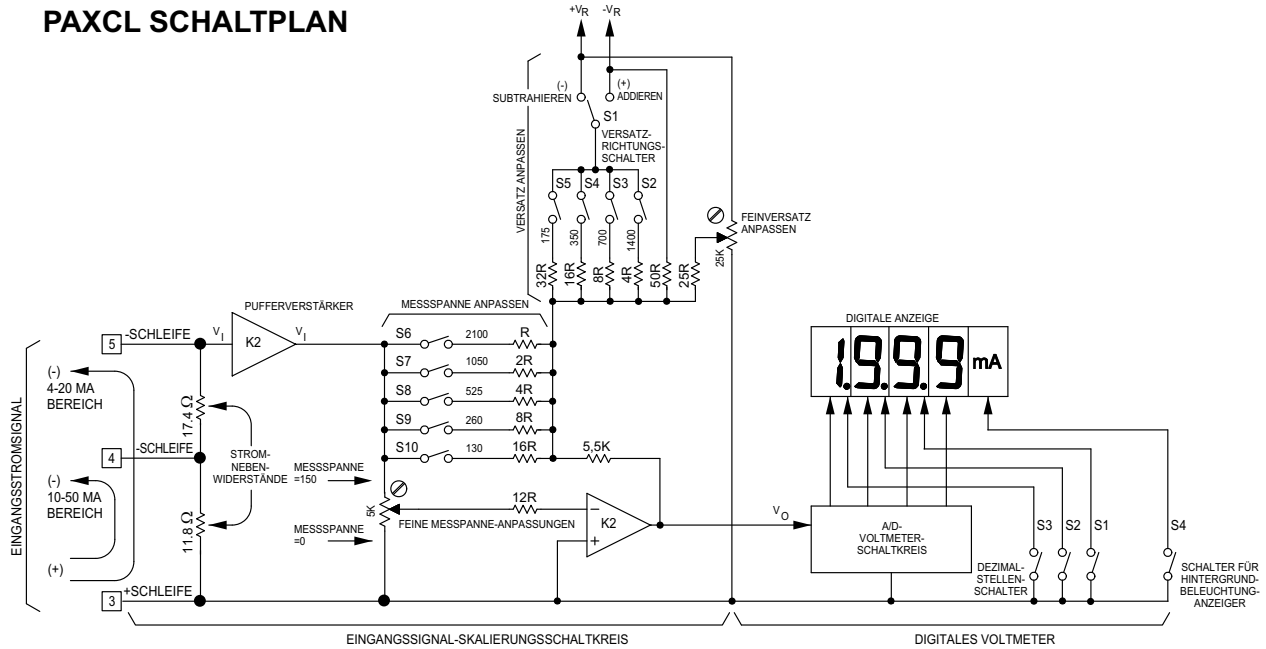 PAXCL SCHALTPLAN
+VR
-VR
(-)
SUBTRAHIEREN
(+)
ADDIEREN
S1
VERSATZ-
RICHTUNGS-
SCHALTER
VERSATZ ANPASSEN
S5
S4
S3
S2
175
350
700
1400
32R
16R
8R
4R
50R
25R
FEINVERSATZ
ANPASSEN
25K
PUFFERVERSTÄRKER
MESSSPANNE ANPASSEN
5
-SCHLEIFE
VI
K2
VI
S6
2100
R
S7
1050
2R
S8
525
4R
S9
260
8R
S10
130
16R
5,5K
EINGANGSSTROMSIGNAL
(-)
4-20 MA
BEREICH
17.4 Ω
4
-SCHLEIFE
STROM-
NEBEN-
WIDERSTÄNDE
MESSSPANNE
=150
(-)
10-50 MA
BEREICH
11.8 Ω
5K
12R
FEINE MESSPANNE-ANPASSUNGEN
MESSSPANNE
=0
−
+
K2
(+)
3
+SCHLEIFE
VO
DIGITALE ANZEIGE
1.9.9.9 mA
A/D-
VOLTMETER-
SCHALTKREIS
S3
S2
S1
S4
DEZIMAL-
STELLEN-
SCHALTER
SCHALTER FÜR
HINTERGRUND-
BELEUCHTUNG-
ANZEIGER
EINGANGSSIGNAL-SKALIERUNGSSCHALTKREIS
DIGITALES VOLTMETER